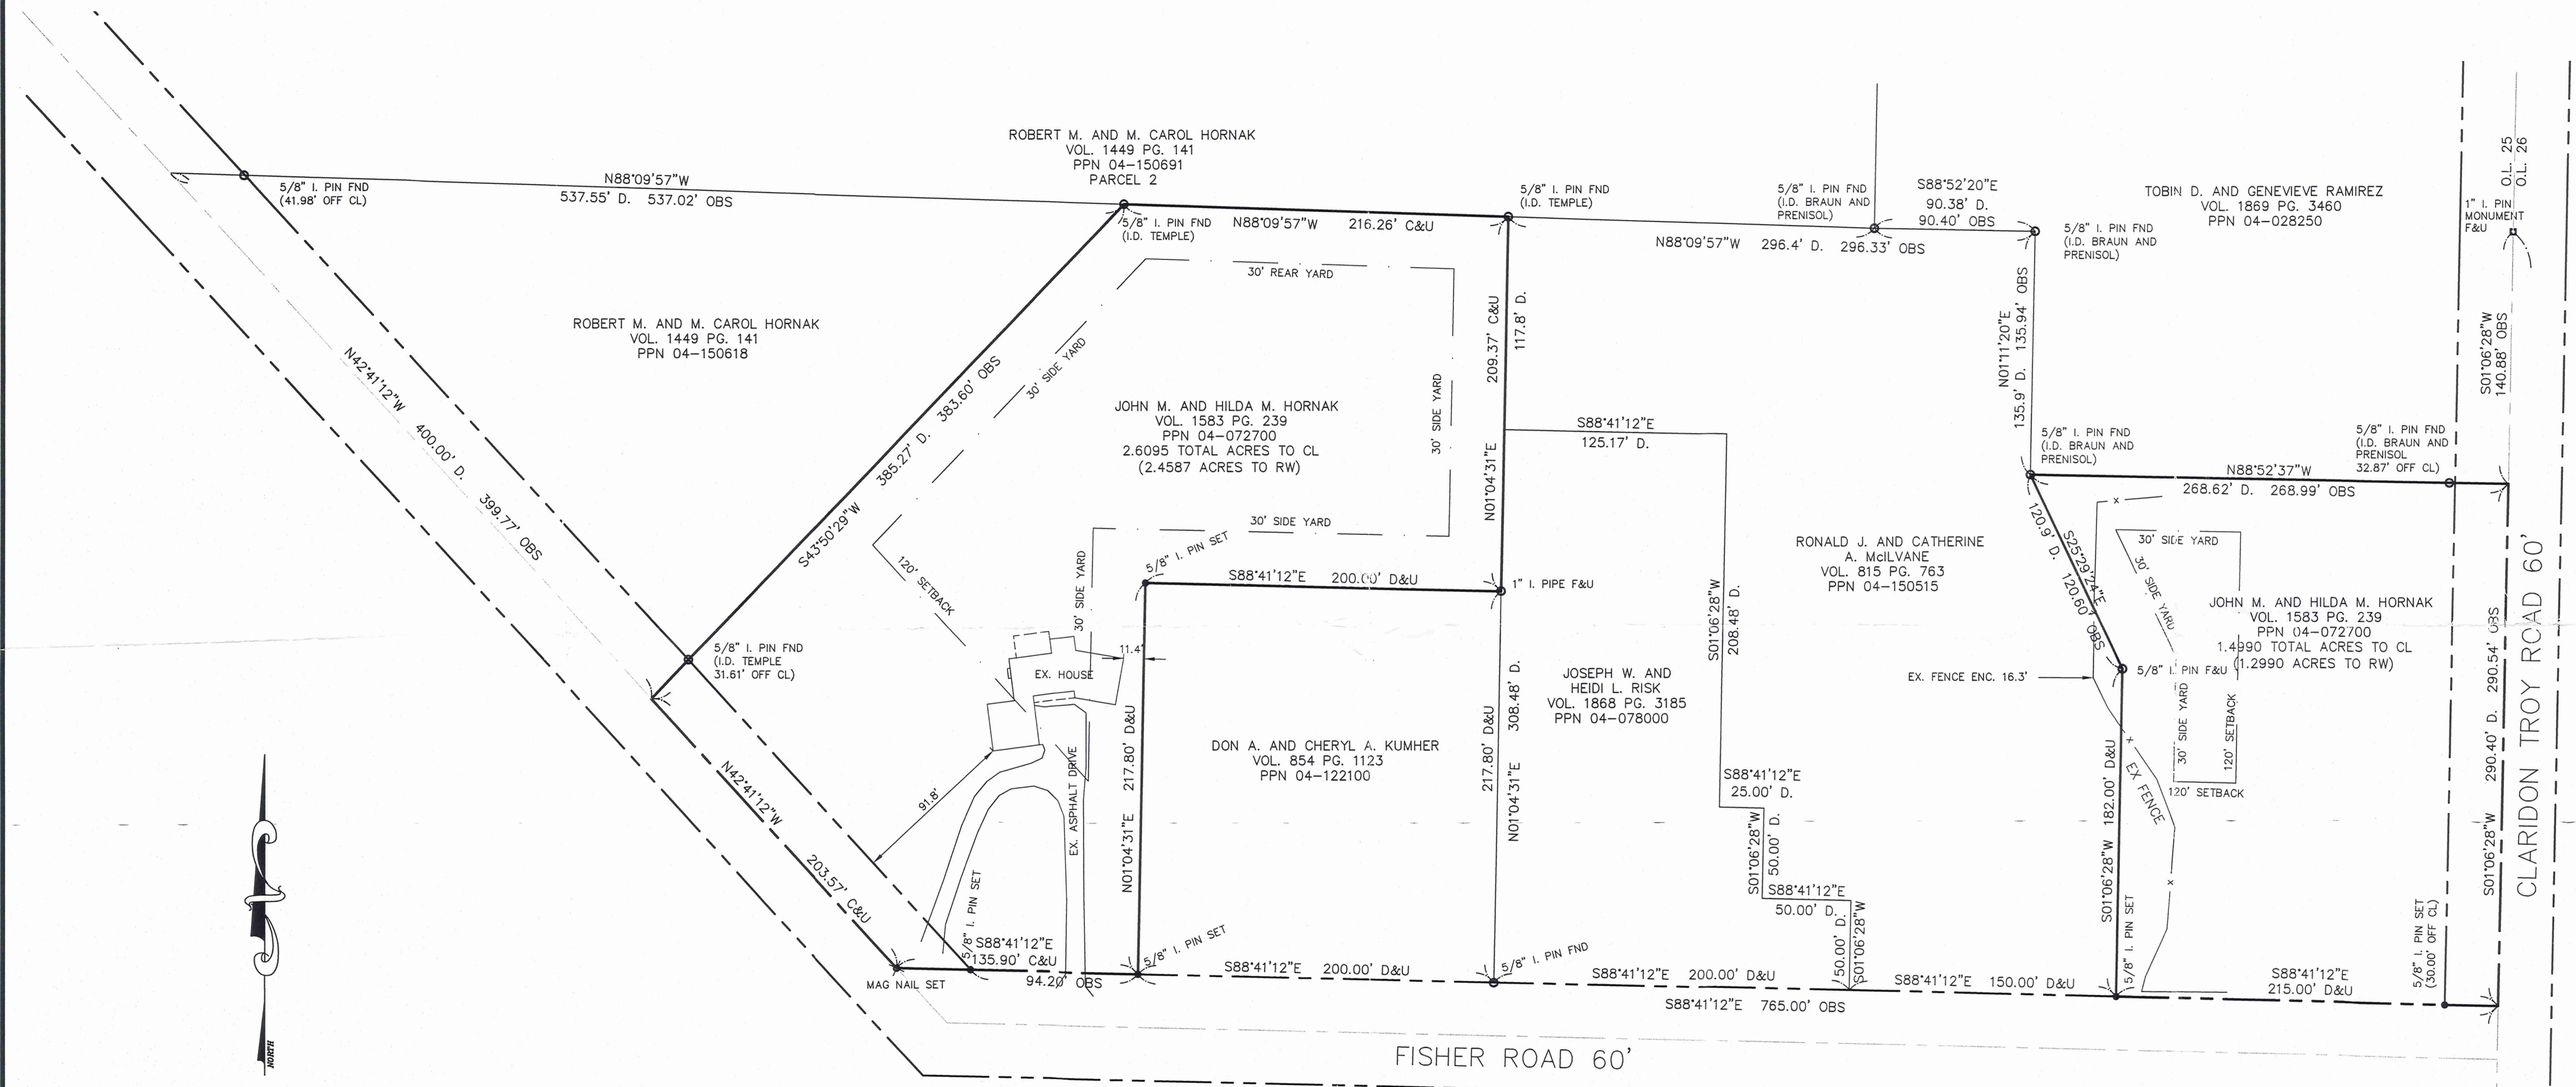 ROBERT M. AND M. CAROL HORNAK
VOL. 1449 PG. 141
PPN 04-150691
PARCEL 2
5/8" I. PIN FND
(41.98' OFF CL)
N88°09'57"W
537.55' D. 537.02' OBS
5/8" I. PIN FND
(I.D. TEMPLE)
N88°09'57"W 216.26' C&U
5/8" I. PIN FND
(I.D. TEMPLE)
N88°09'57"W 296.4' D. 296.33' OBS
5/8" I. PIN FND
(I.D. BRAUN AND
PRENISOL)
S88°52'20"E
90.38' D.
90.40' OBS
5/8" I. PIN FND
(I.D. BRAUN AND
PRENISOL)
TOBIN D. AND GENEVIEVE RAMIREZ
VOL. 1869 PG. 3460
PPN 04-028250
1" I. PIN
MONUMENT
F&U
O.L. 25
O.L. 26
S01°06'28"W
140.88' OBS
ROBERT M. AND M. CAROL HORNAK
VOL. 1449 PG. 141
PPN 04-150618
N42°41'12"W 400.00' D. 399.77' OBS
S43°50'29"W 385.27' D. 383.60' OBS
30' SIDE YARD
30' REAR YARD
30' SIDE YARD
30' SIDE YARD
30' SIDE YARD
120' SETBACK
JOHN M. AND HILDA M. HORNAK
VOL. 1583 PG. 239
PPN 04-072700
2.6095 TOTAL ACRES TO CL
(2.4587 ACRES TO RW)
N01°04'31"E 209.37' C&U
117.8' D.
S88°41'12"E
125.17' D.
N01°11'20"E
135.9' D. 135.94' OBS
5/8" I. PIN FND
(I.D. BRAUN AND
PRENISOL)
5/8" I. PIN FND
(I.D. BRAUN AND
PRENISOL
32.87' OFF CL)
N88°52'37"W
268.62' D. 268.99' OBS
5/8" I. PIN SET
S88°41'12"E 200.00' D&U
1" I. PIPE F&U
5/8" I. PIN FND
(I.D. TEMPLE
31.61' OFF CL)
EX. HOUSE
11.4'
91.8'
EX. ASPHALT DRIVE
N01°04'31"E 217.80' D&U
DON A. AND CHERYL A. KUMHER
VOL. 854 PG. 1123
PPN 04-122100
217.80' D&U
N01°04'31"E 308.48' D.
JOSEPH W. AND
HEIDI L. RISK
VOL. 1868 PG. 3185
PPN 04-078000
S01°06'28"W
208.48' D.
RONALD J. AND CATHERINE
A. McILVANE
VOL. 815 PG. 763
PPN 04-150515
S25°29'24"E
120.9' D. 120.60' OBS
EX. FENCE ENC. 16.3'
5/8" I. PIN F&U
30' SIDE YARD
30' SIDE YARD
30' SIDE YARD
120' SETBACK
120' SETBACK
EX FENCE
JOHN M. AND HILDA M. HORNAK
VOL. 1583 PG. 239
PPN 04-072700
1.4990 TOTAL ACRES TO CL
(1.2990 ACRES TO RW)
S01°06'28"W 290.40' D. 290.54' OBS
CLARIDON TROY ROAD 60'
S88°41'12"E
25.00' D.
S01°06'28"W
50.00' D.
S88°41'12"E
50.00' D.
50.00' D.
S01°06'28"W
S01°06'28"W 182.00' D&U
5/8" I. PIN SET
5/8" I. PIN SET
(30.00' OFF CL)
N42°41'12"W 203.57' C&U
MAG NAIL SET
5/8" I. PIN SET
S88°41'12"E
135.90' C&U
94.20' OBS
5/8" I. PIN SET
S88°41'12"E 200.00' D&U
5/8" I. PIN FND
S88°41'12"E 200.00' D&U
S88°41'12"E 150.00' D&U
S88°41'12"E
215.00' D&U
S88°41'12"E 765.00' OBS
FISHER ROAD 60'
NORTH